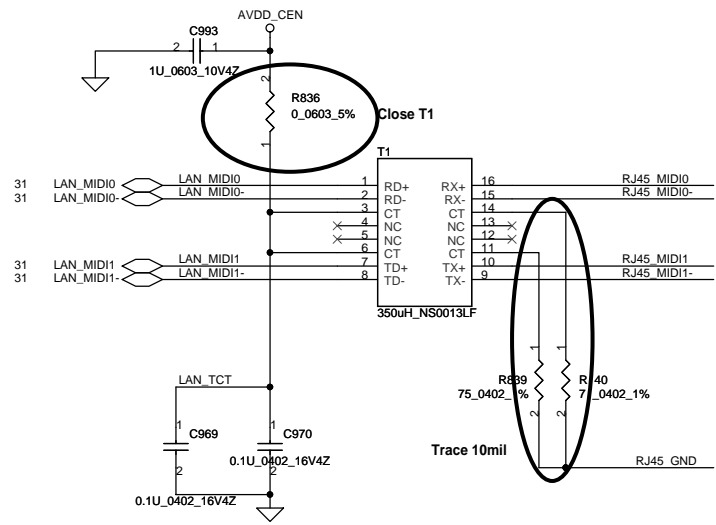 AVDD_CEN
C993
2
1
1U_0603_10V4Z
2
R836
0_0603_5%
Close T1
1
T1
31 LAN_MIDI0 LAN_MIDI0 1 RD+ RX+ 16 RJ45_MIDI0
31 LAN_MIDI0- LAN_MIDI0- 2 RD- RX- 15 RJ45_MIDI0-
3 CT CT 14
4 NC NC 13
5 NC NC 12
6 CT CT 11
31 LAN_MIDI1 LAN_MIDI1 7 TD+ TX+ 10 RJ45_MIDI1
31 LAN_MIDI1- LAN_MIDI1- 8 TD- TX- 9 RJ45_MIDI1-
350uH_NS0013LF
1 1
LAN_TCT
R839
75_0402_1%
2 2
1 1
C969
C970
0.1U_0402_16V4Z
2 2
0.1U_0402_16V4Z
Trace 10mil
RJ45_GND